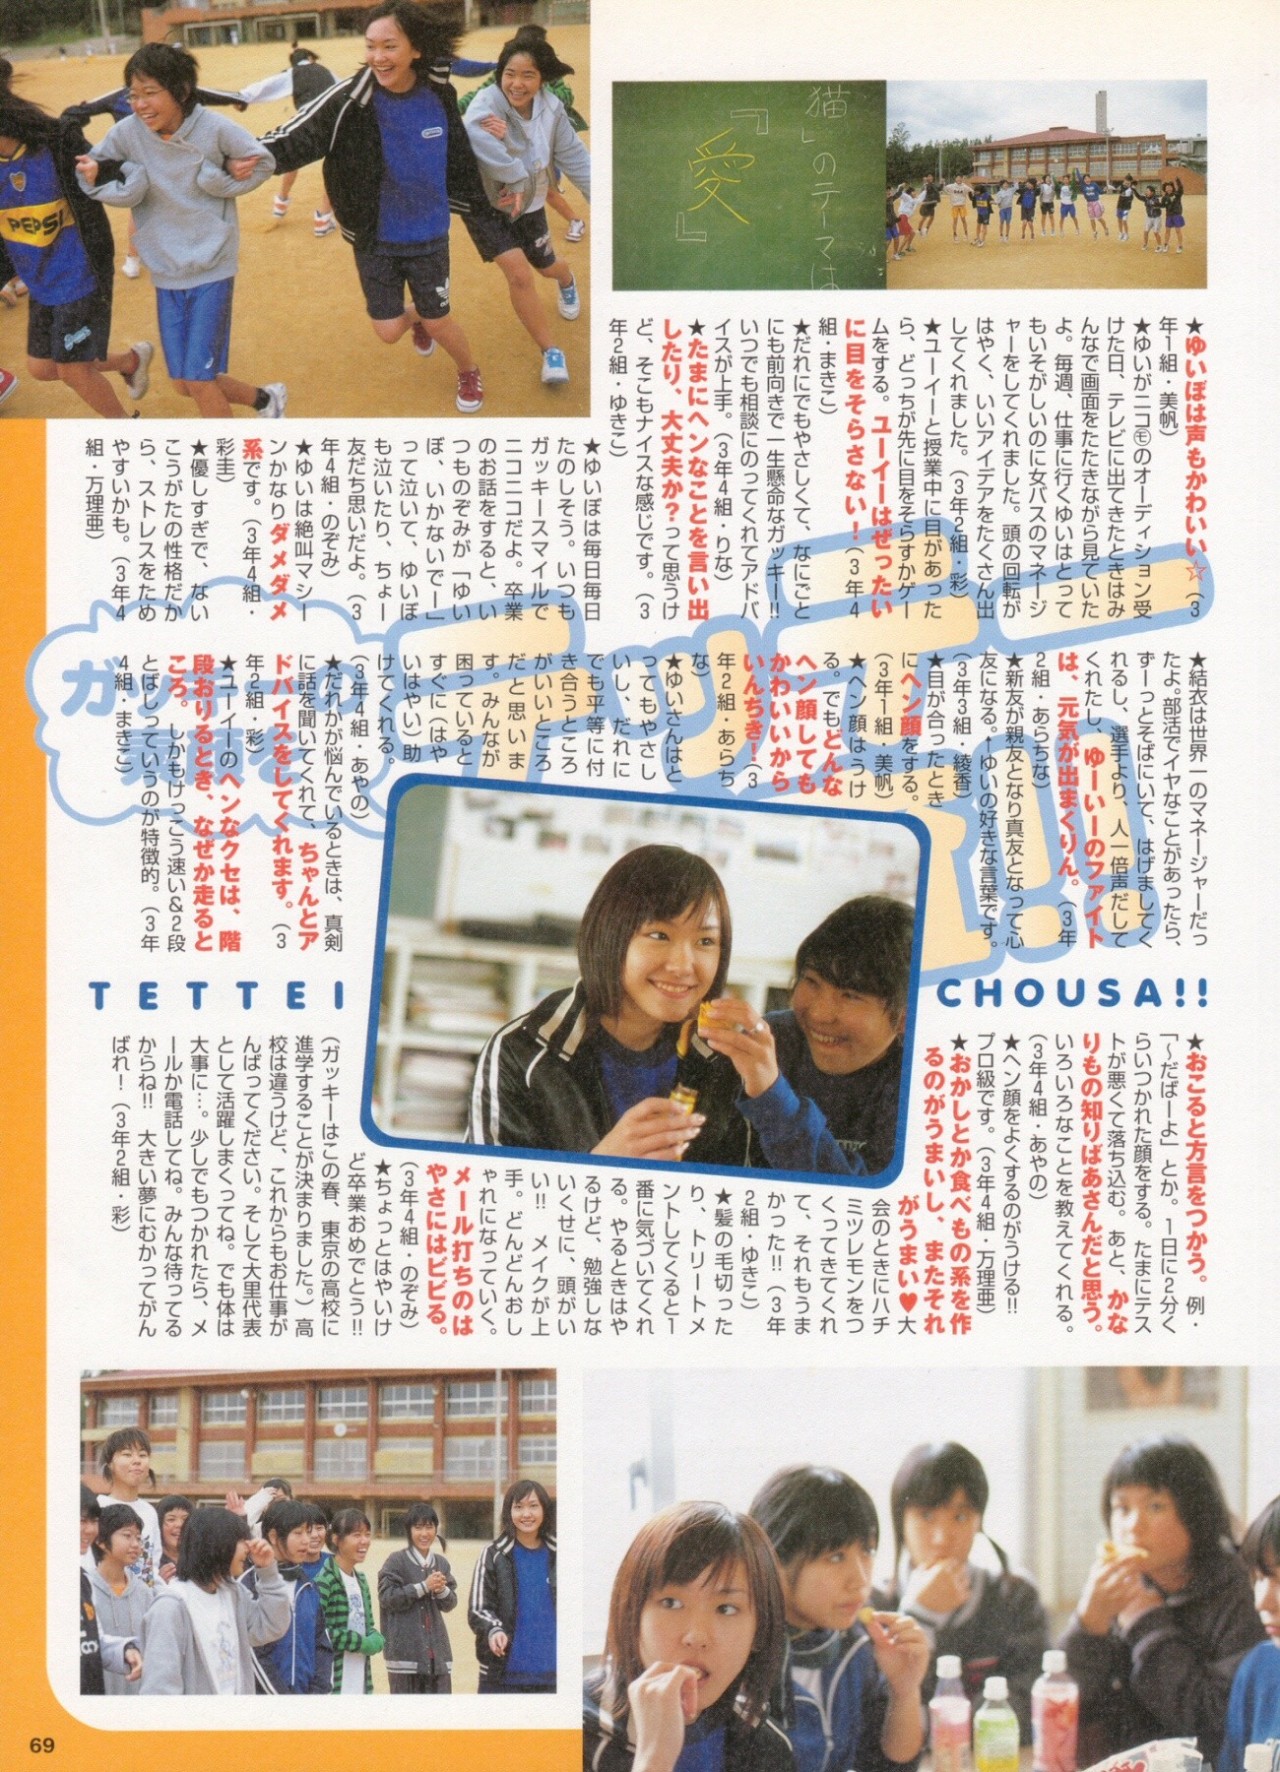 PEPSI
猫」のテーマは
『愛』
★ゆいぼは声もかわいい☆(3
年1組・美帆)
★ゆいがニコ㋲のオーディション受
けた日、テレビに出てきたときはみ
んなで画面をたたきながら見ていた
よ。毎週、仕事に行くゆいはとって
もいそがしいのに女バスのマネージ
ャーをしてくれました。頭の回転が
はやく、いいアイデアをたくさん出
してくれました。(3年2組・彩)
★ユーイーと授業中に目があった
ら、どっちが先に目をそらすかゲー
ムをする。ユーイーはぜったい
に目をそらさない！(3年4
組・まきこ)
★だれにでもやさしくて、なにごと
にも前向きで一生懸命なガッキー!!
いつでも相談にのってくれてアドバ
イスが上手。(3年4組・りな)
★たまにヘンなことを言い出
したり、大丈夫か？って思うけ
ど、そこもナイスな感じです。(3
年2組・ゆきこ)
★ゆいぼは毎日毎日
たのしそう。いつも
ガッキースマイルで
ニコニコだよ。卒業
のお話をすると、い
つものぞみが「ゆい
ぼ、いかないでー」
って泣いて、ゆいぼ
も泣いたり、ちょー
友だち思いだよ。(3
年4組・のぞみ)
★ゆいは絶叫マシー
ンかなりダメダメ
系です。(3年4組・
彩圭)
★優しすぎで、ない
こうがたの性格だか
ら、ストレスをため
やすいかも。(3年4
組・万理亜)
テッテー
!!
★結衣は世界一のマネージャーだっ
たよ。部活でイヤなことがあったら、
ずーっとそばにいて、はげましてく
れるし、選手より、人一倍声だして
くれたし、ゆーいーのファイト
は、元気が出まくりん。(3年
2組・あらちな)
★新友が親友となり真友となって心
友になる。←ゆいの好きな言葉です。
(3年3組・綾香)
★目が合ったとき
にヘン顔をする。
(3年1組・美帆)
★ヘン顔はうけ
る。でもどんな
ヘン顔しても
かわいいから
いんちき！(3
年2組・あらち
な)
★ゆいさんはと
ってもやさし
いし、だれに
でも平等に付
き合うところ
がいいところ
だと思いま
す。みんなが
困っていると
すぐに(はや
いはやい)助
けてくれる。
(3年4組・あやの)
★だれかが悩んでいるときは、真剣
に話を聞いてくれて、ちゃんとア
ドバイスをしてくれます。(3
年2組・彩)
★ユーイーのヘンなクセは、階
段おりるとき、なぜか走ると
ころ。しかもけっこう速い&2段
とばしっていうのが特徴的。(3年
4組・まきこ)
TETTEI
CHOUSA!!
★おこると方言をつかう。例・
「～だばーよ」とか。1日に2分く
らいつかれた顔をする。たまにテス
トが悪くて落ち込む。あと、かな
りもの知りばあさんだと思う。
いろいろなことを教えてくれる。
(3年4組・あやの)
★ヘン顔をよくするのがうける!!
プロ級です。(3年4組・万理亜)
★おかしとか食べもの系を作
るのがうまいし、またそれ
がうまい♥大
会のときにハチ
ミツレモンをつ
くってきてくれ
て、それもうま
かった!!(3年
2組・ゆきこ)
★髪の毛切った
り、トリートメ
ントしてくると一
番に気づいてくれ
る。やるときはや
るけど、勉強しな
いくせに、頭がい
い!! メイクが上
手。どんどんおし
ゃれになっていく。
メール打ちのは
やさにはビビる。
(3年4組・のぞみ)
★ちょっとはやいけ
ど卒業おめでとう!!
(ガッキーはこの春、東京の高校に
進学することが決まりました。)高
校は違うけど、これからもお仕事が
んばってください。そして大里代表
として活躍しまくってね。でも体は
大事に…。少しでもつかれたら、メ
ールか電話してね。みんな待ってる
からね!! 大きい夢にむかってがん
ばれ！(3年2組・彩)
69